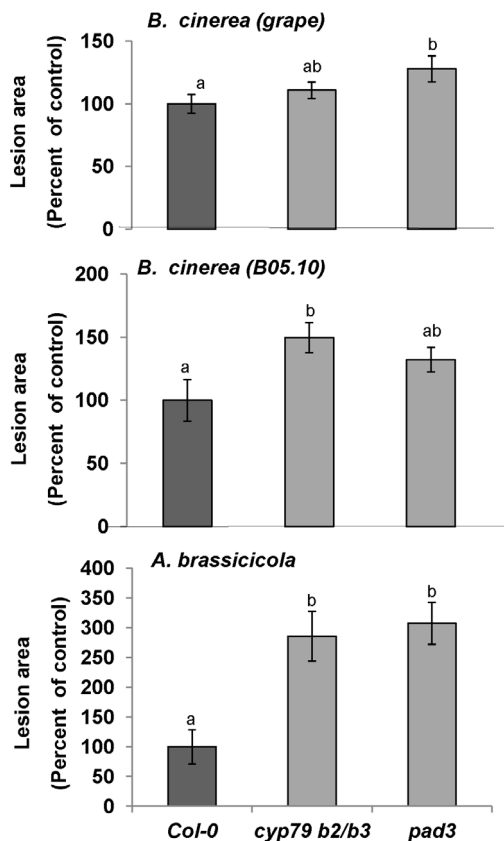 B. cinerea (grape)
Lesion area
(Percent of control)
150
100
50
0
a
ab
b
B. cinerea (B05.10)
Lesion area
(Percent of control)
200
150
100
50
0
a
b
ab
A. brassicicola
Lesion area
(Percent of control)
400
350
300
250
200
150
100
50
0
a
b
b
Col-0 cyp79 b2/b3 pad3